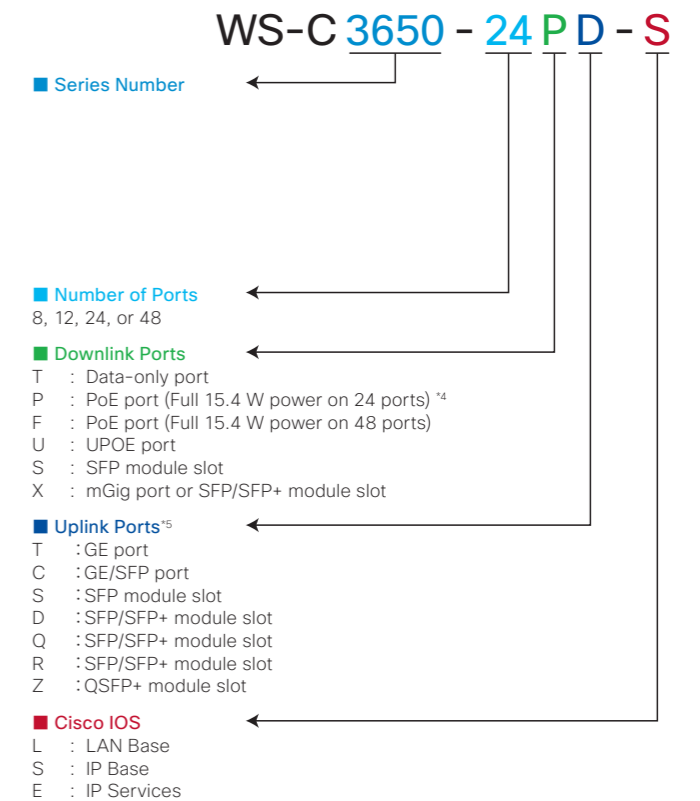 WS-C 3650 - 24 P D - S
■ Series Number
■ Number of Ports
8, 12, 24, or 48
■ Downlink Ports
T : Data-only port
P : PoE port (Full 15.4 W power on 24 ports) *4
F : PoE port (Full 15.4 W power on 48 ports)
U : UPOE port
S : SFP module slot
X : mGig port or SFP/SFP+ module slot
■ Uplink Ports*5
T : GE port
C : GE/SFP port
S : SFP module slot
D : SFP/SFP+ module slot
Q : SFP/SFP+ module slot
R : SFP/SFP+ module slot
Z : QSFP+ module slot
■ Cisco IOS
L : LAN Base
S : IP Base
E : IP Services